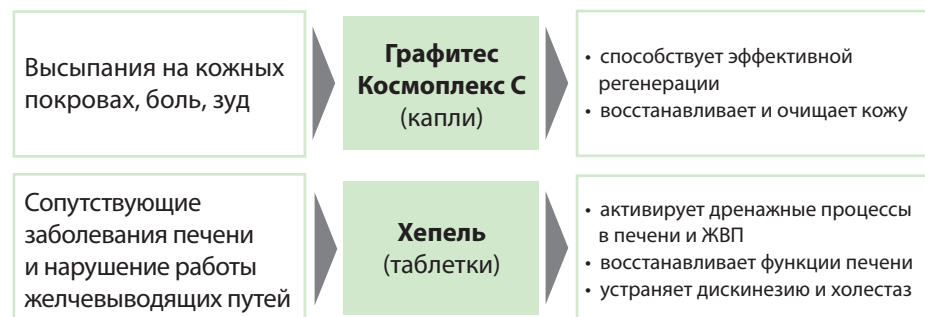 Высыпания на кожных
покровах, боль, зуд
Графитес
Космоплекс С
(капли)
• способствует эффективной
регенерации
• восстанавливает и очищает кожу
Сопутствующие
заболевания печени
и нарушение работы
желчевыводящих путей
Хепель
(таблетки)
• активирует дренажные процессы
в печени и ЖВП
• восстанавливает функции печени
• устраняет дискинезию и холестаз